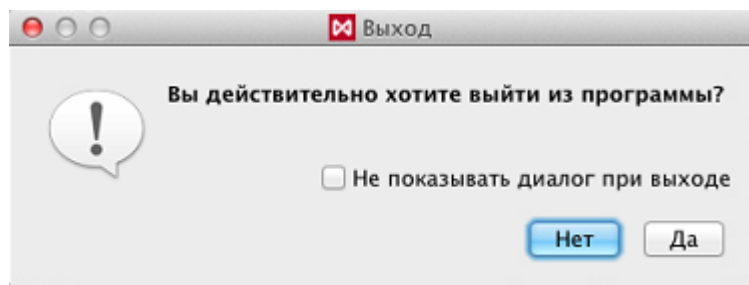 Выход
Вы действительно хотите выйти из программы?
Не показывать диалог при выходе
Нет Да